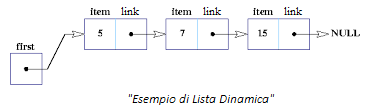 item link item link item link
first 5 7 15 NULL
"Esempio di Lista Dinamica"